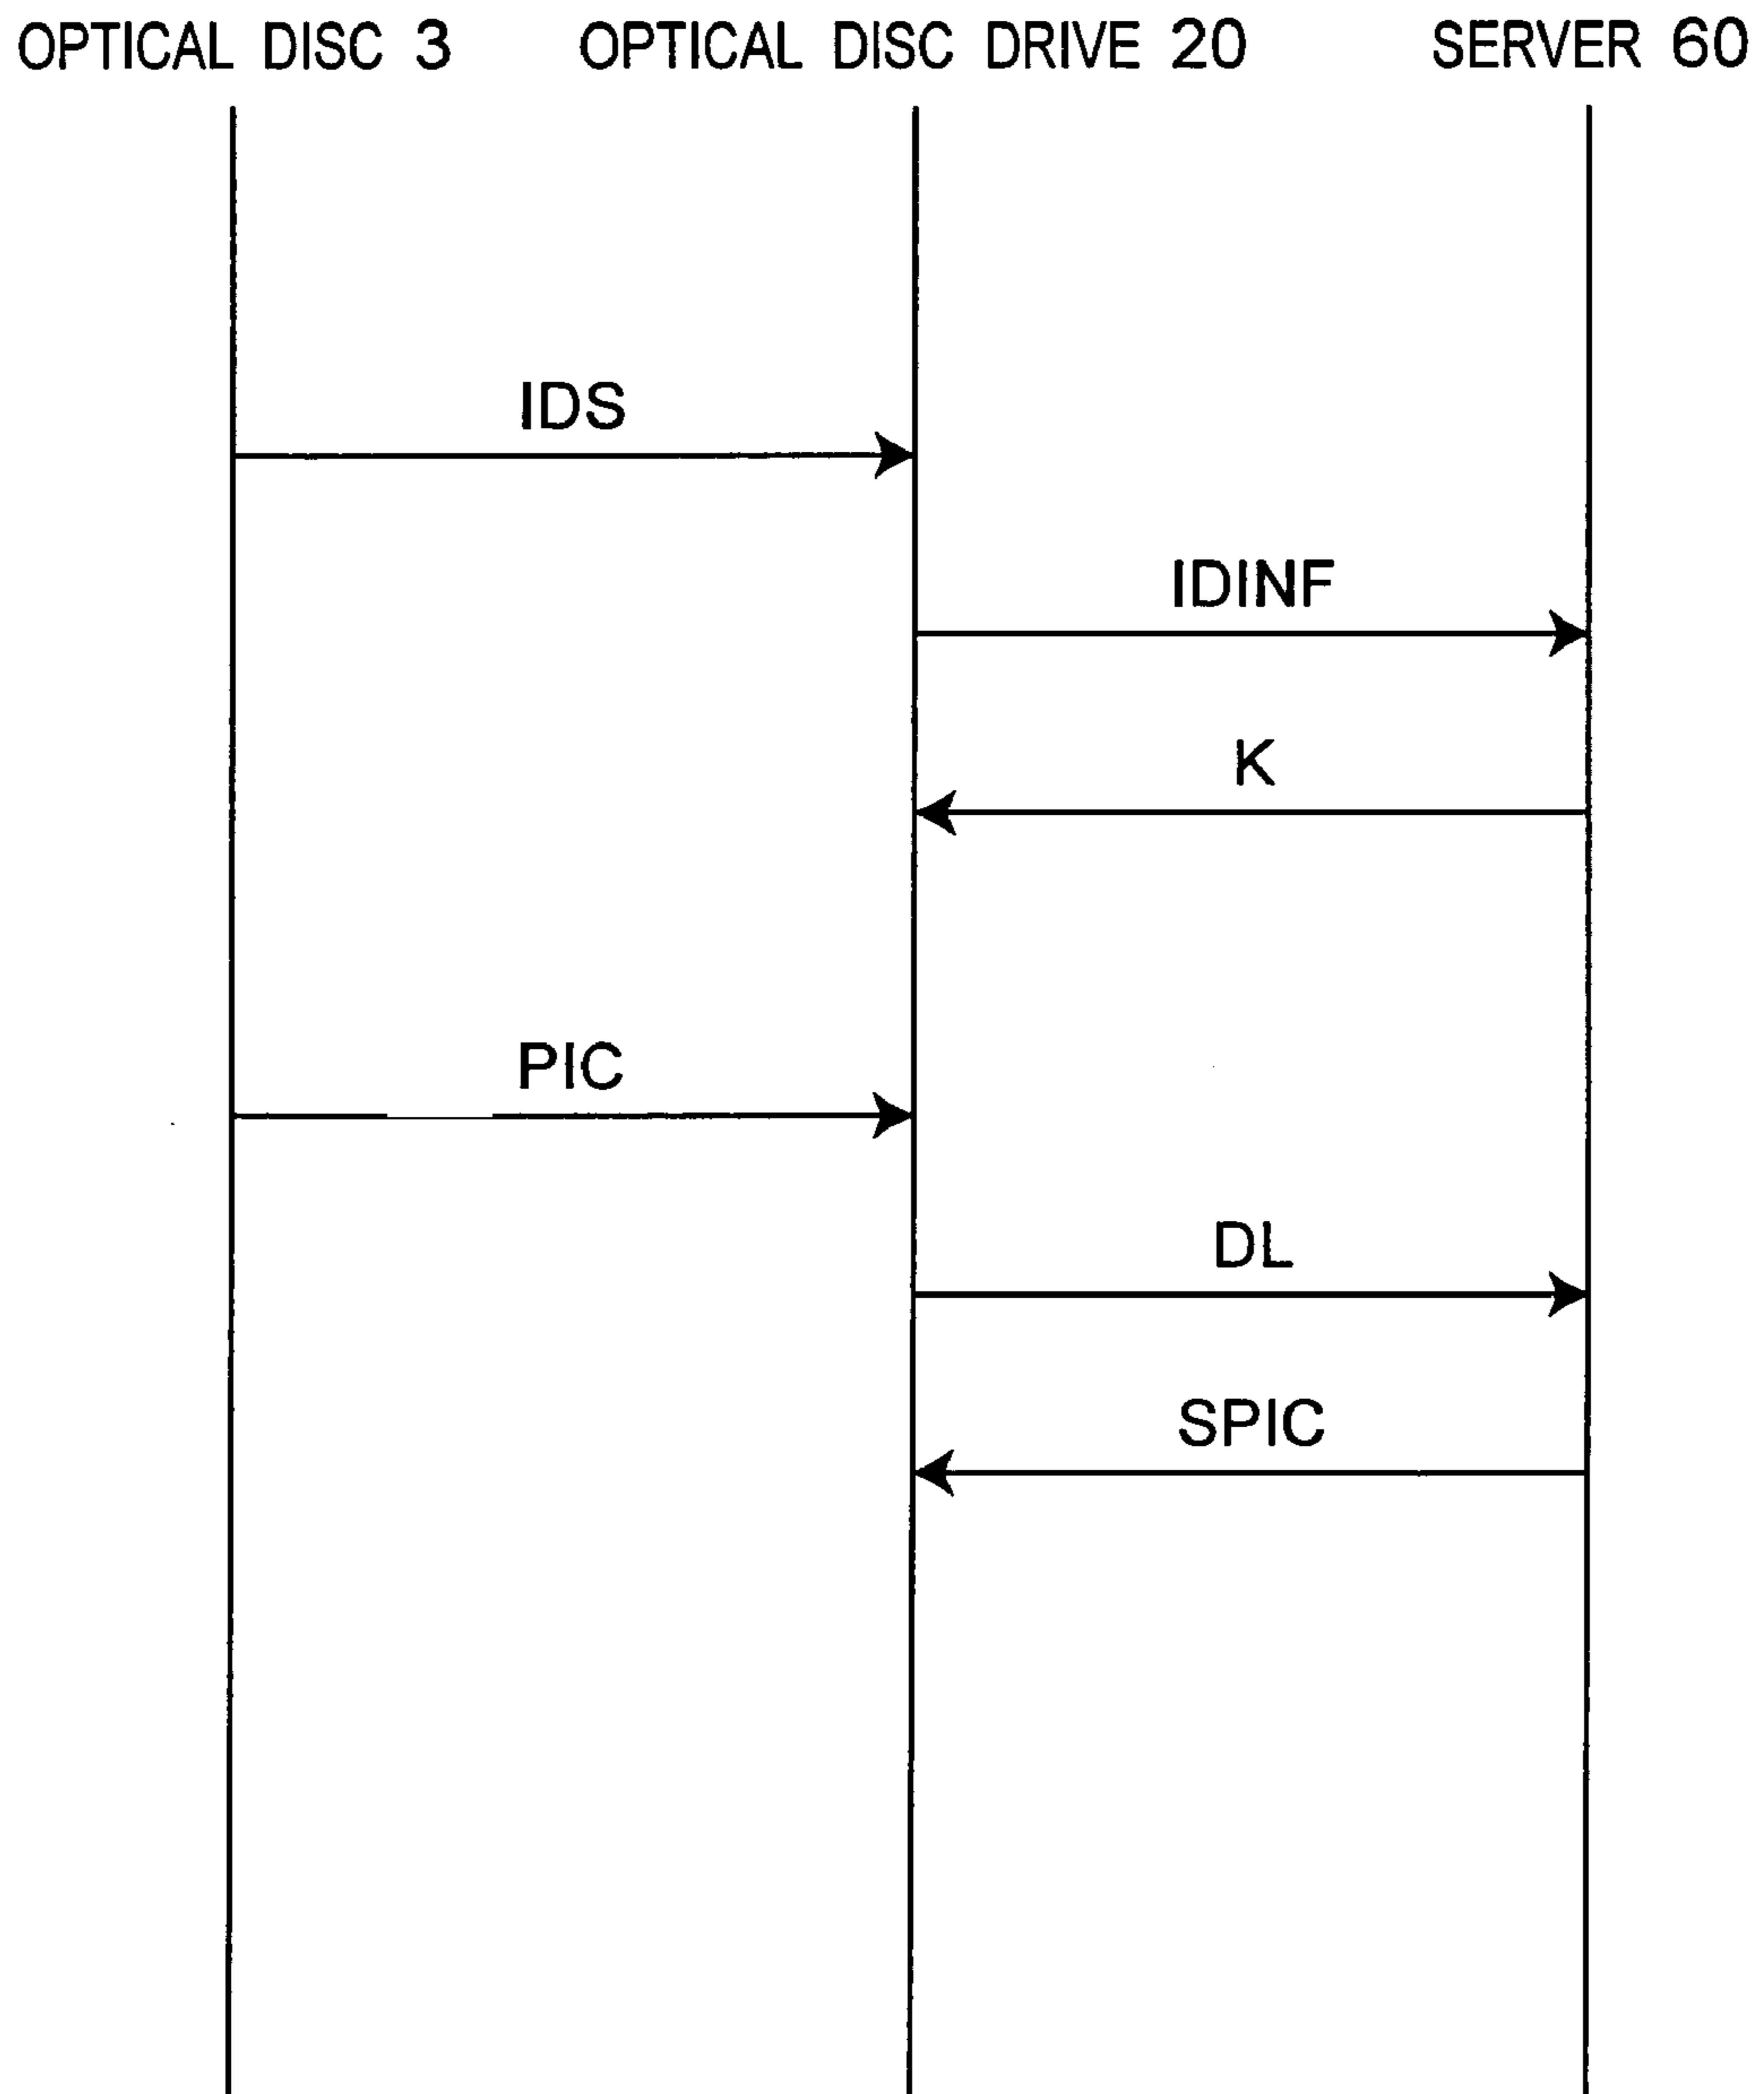 OPTICAL DISC 3 OPTICAL DISC DRIVE 20 SERVER 60
IDS
IDINF
K
PIC
DL
SPIC